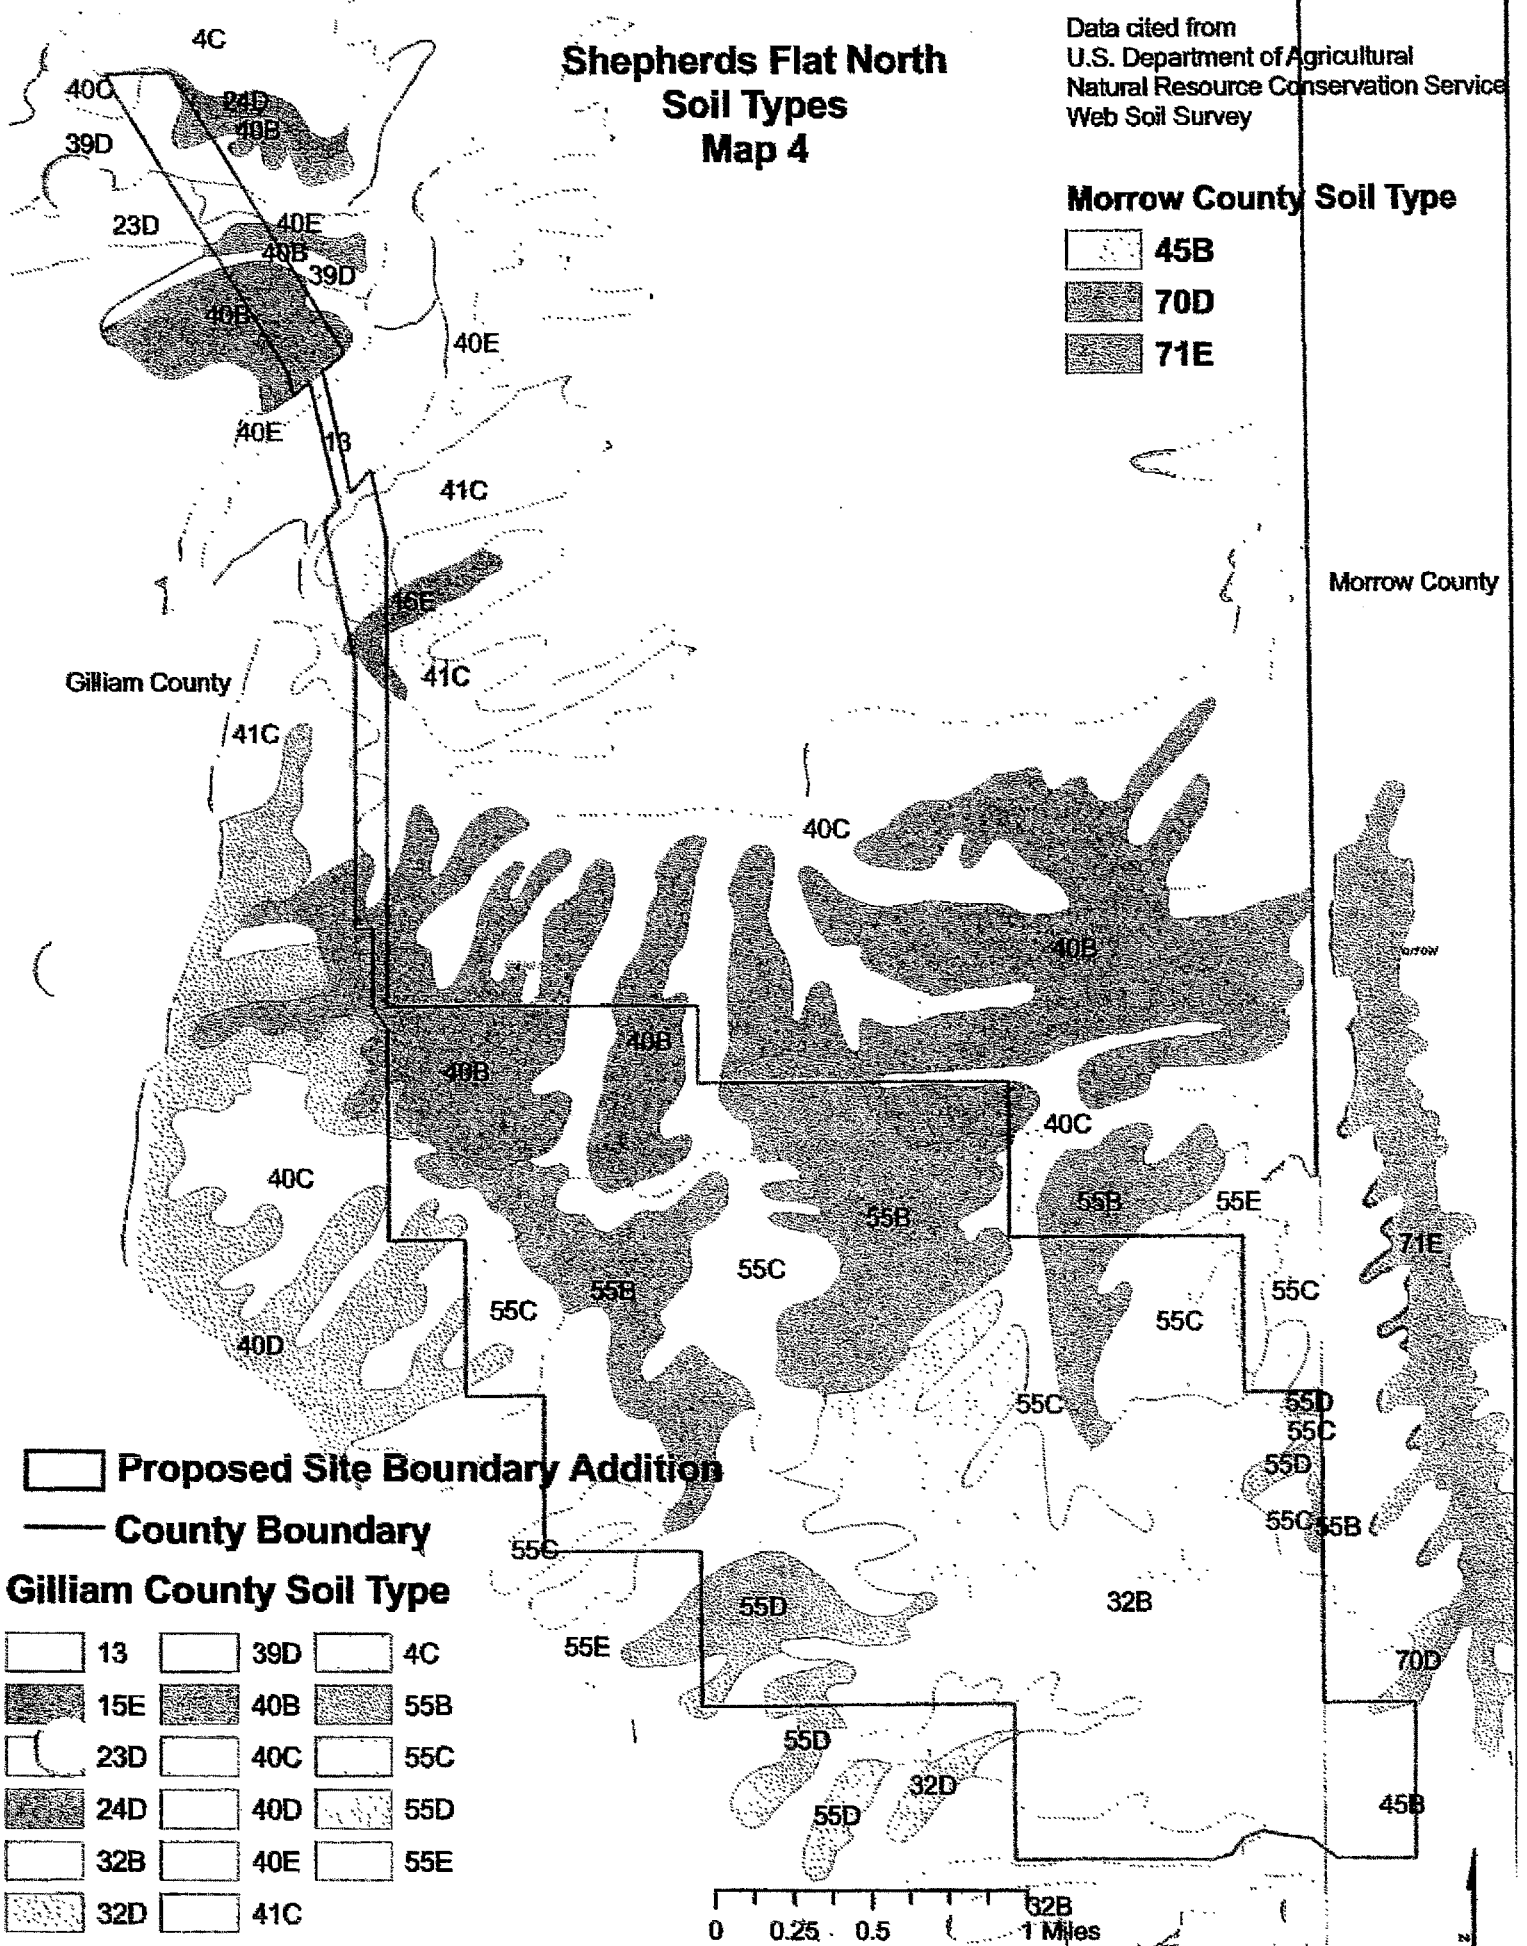 Shepherds Flat North
Soil Types
Map 4
Data cited from
U.S. Department of Agricultural
Natural Resource Conservation Service
Web Soil Survey
Morrow County Soil Type
45B
70D
71E
4C
40C
24D
40B
39D
23D
40E
40B
39D
40B
40E
40E
13
41C
15E
41C
Gilliam County
Morrow County
41C
40C
40B
40B
40B
40C
40C
55B
55B
55E
71E
55C
55B
55C
55C
55C
40D
55C
55D
55C
55D
55C
55B
55C
55D
32B
55E
70D
55D
32D
55D
45B
32B
Proposed Site Boundary Addition
County Boundary
Gilliam County Soil Type
13 39D 4C
15E 40B 55B
23D 40C 55C
24D 40D 55D
32B 40E 55E
32D 41C
0 0.25 0.5 1 Miles